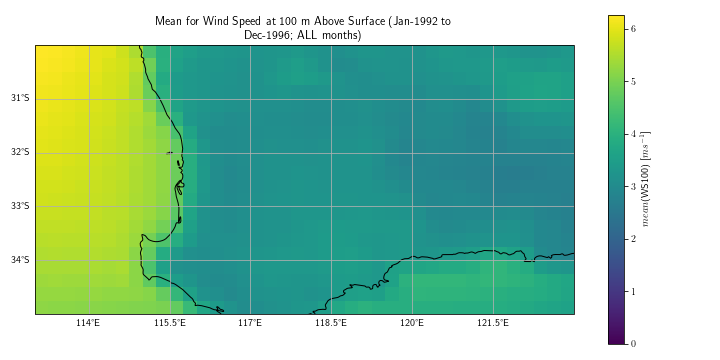 Mean for Wind Speed at 100 m Above Surface (Jan-1992 to
Dec-1996; ALL months)
31°S
32°S
33°S
34°S
114°E
115.5°E
117°E
118.5°E
120°E
121.5°E
6
5
4
3
2
1
0
mean(WS100) [ms⁻¹]